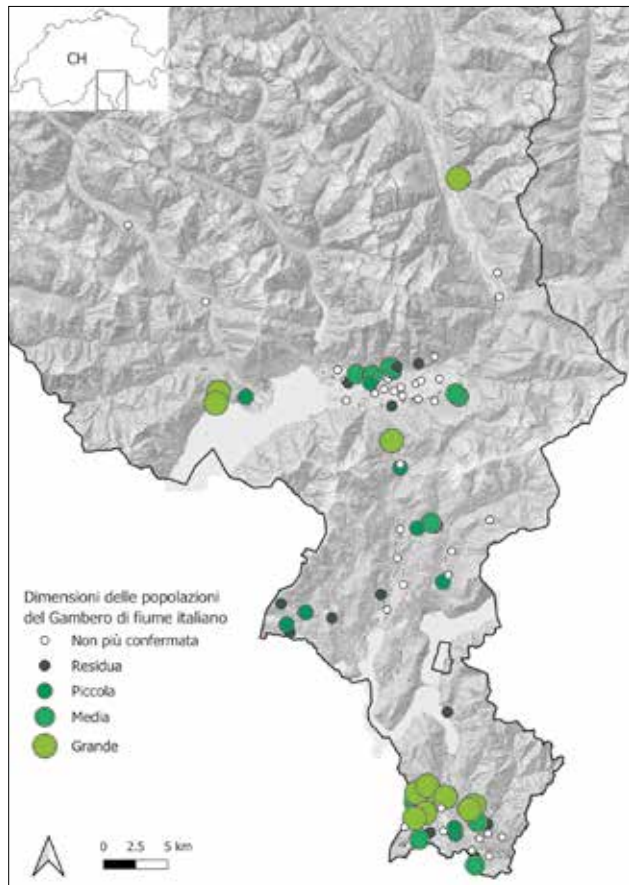 CH
Dimensioni delle popolazioni
del Gambero di fiume italiano
Non più confermata
Residua
Piccola
Media
Grande
0 2.5 5 km